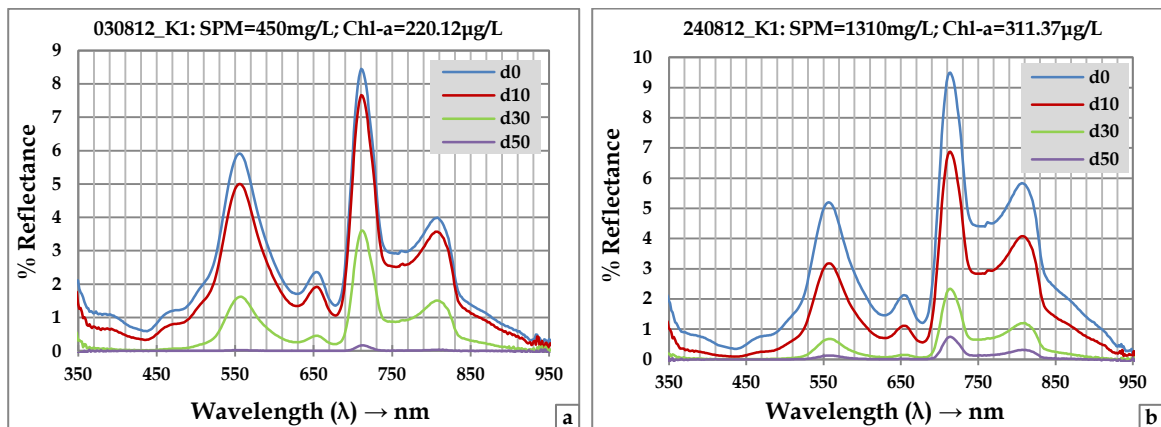 030812_K1: SPM=450mg/L; Chl-a=220.12µg/L
% Reflectance
9
8
7
6
5
4
3
2
1
0
d0
d10
d30
d50
350 450 550 650 750 850 950
Wavelength (λ) → nm
a
240812_K1: SPM=1310mg/L; Chl-a=311.37µg/L
% Reflectance
10
9
8
7
6
5
4
3
2
1
0
d0
d10
d30
d50
350 450 550 650 750 850 950
Wavelength (λ) → nm
b